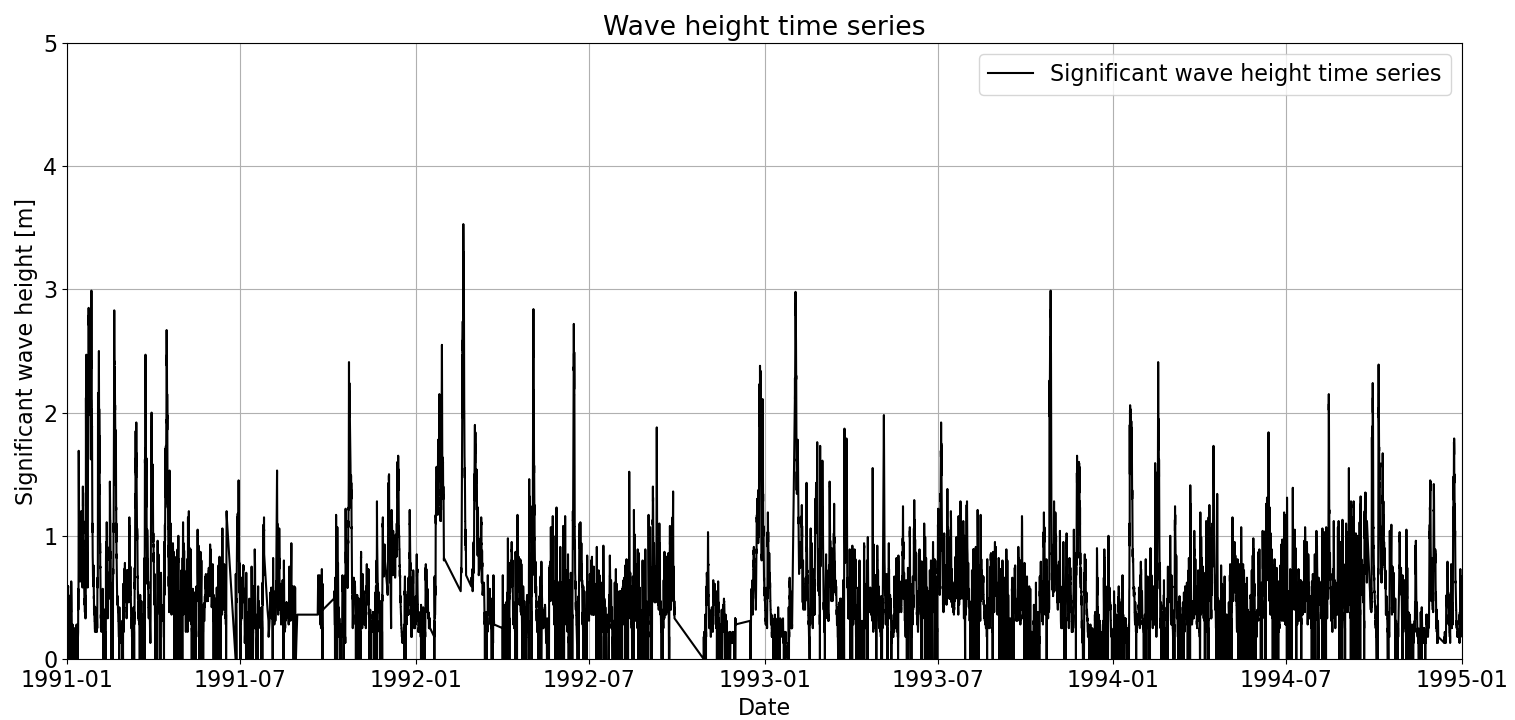 Wave height time series
Significant wave height time series
Significant wave height [m]
5
4
3
2
1
0
1991-01 1991-07 1992-01 1992-07 1993-01 1993-07 1994-01 1994-07 1995-01
Date